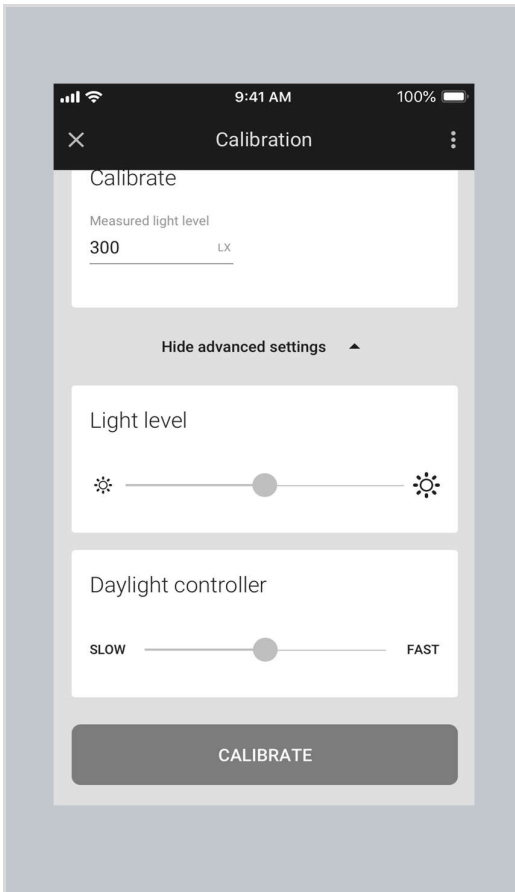 9:41 AM
100%
Calibration
Calibrate
Measured light level
300 LX
Hide advanced settings
Light level
Daylight controller
SLOW FAST
CALIBRATE